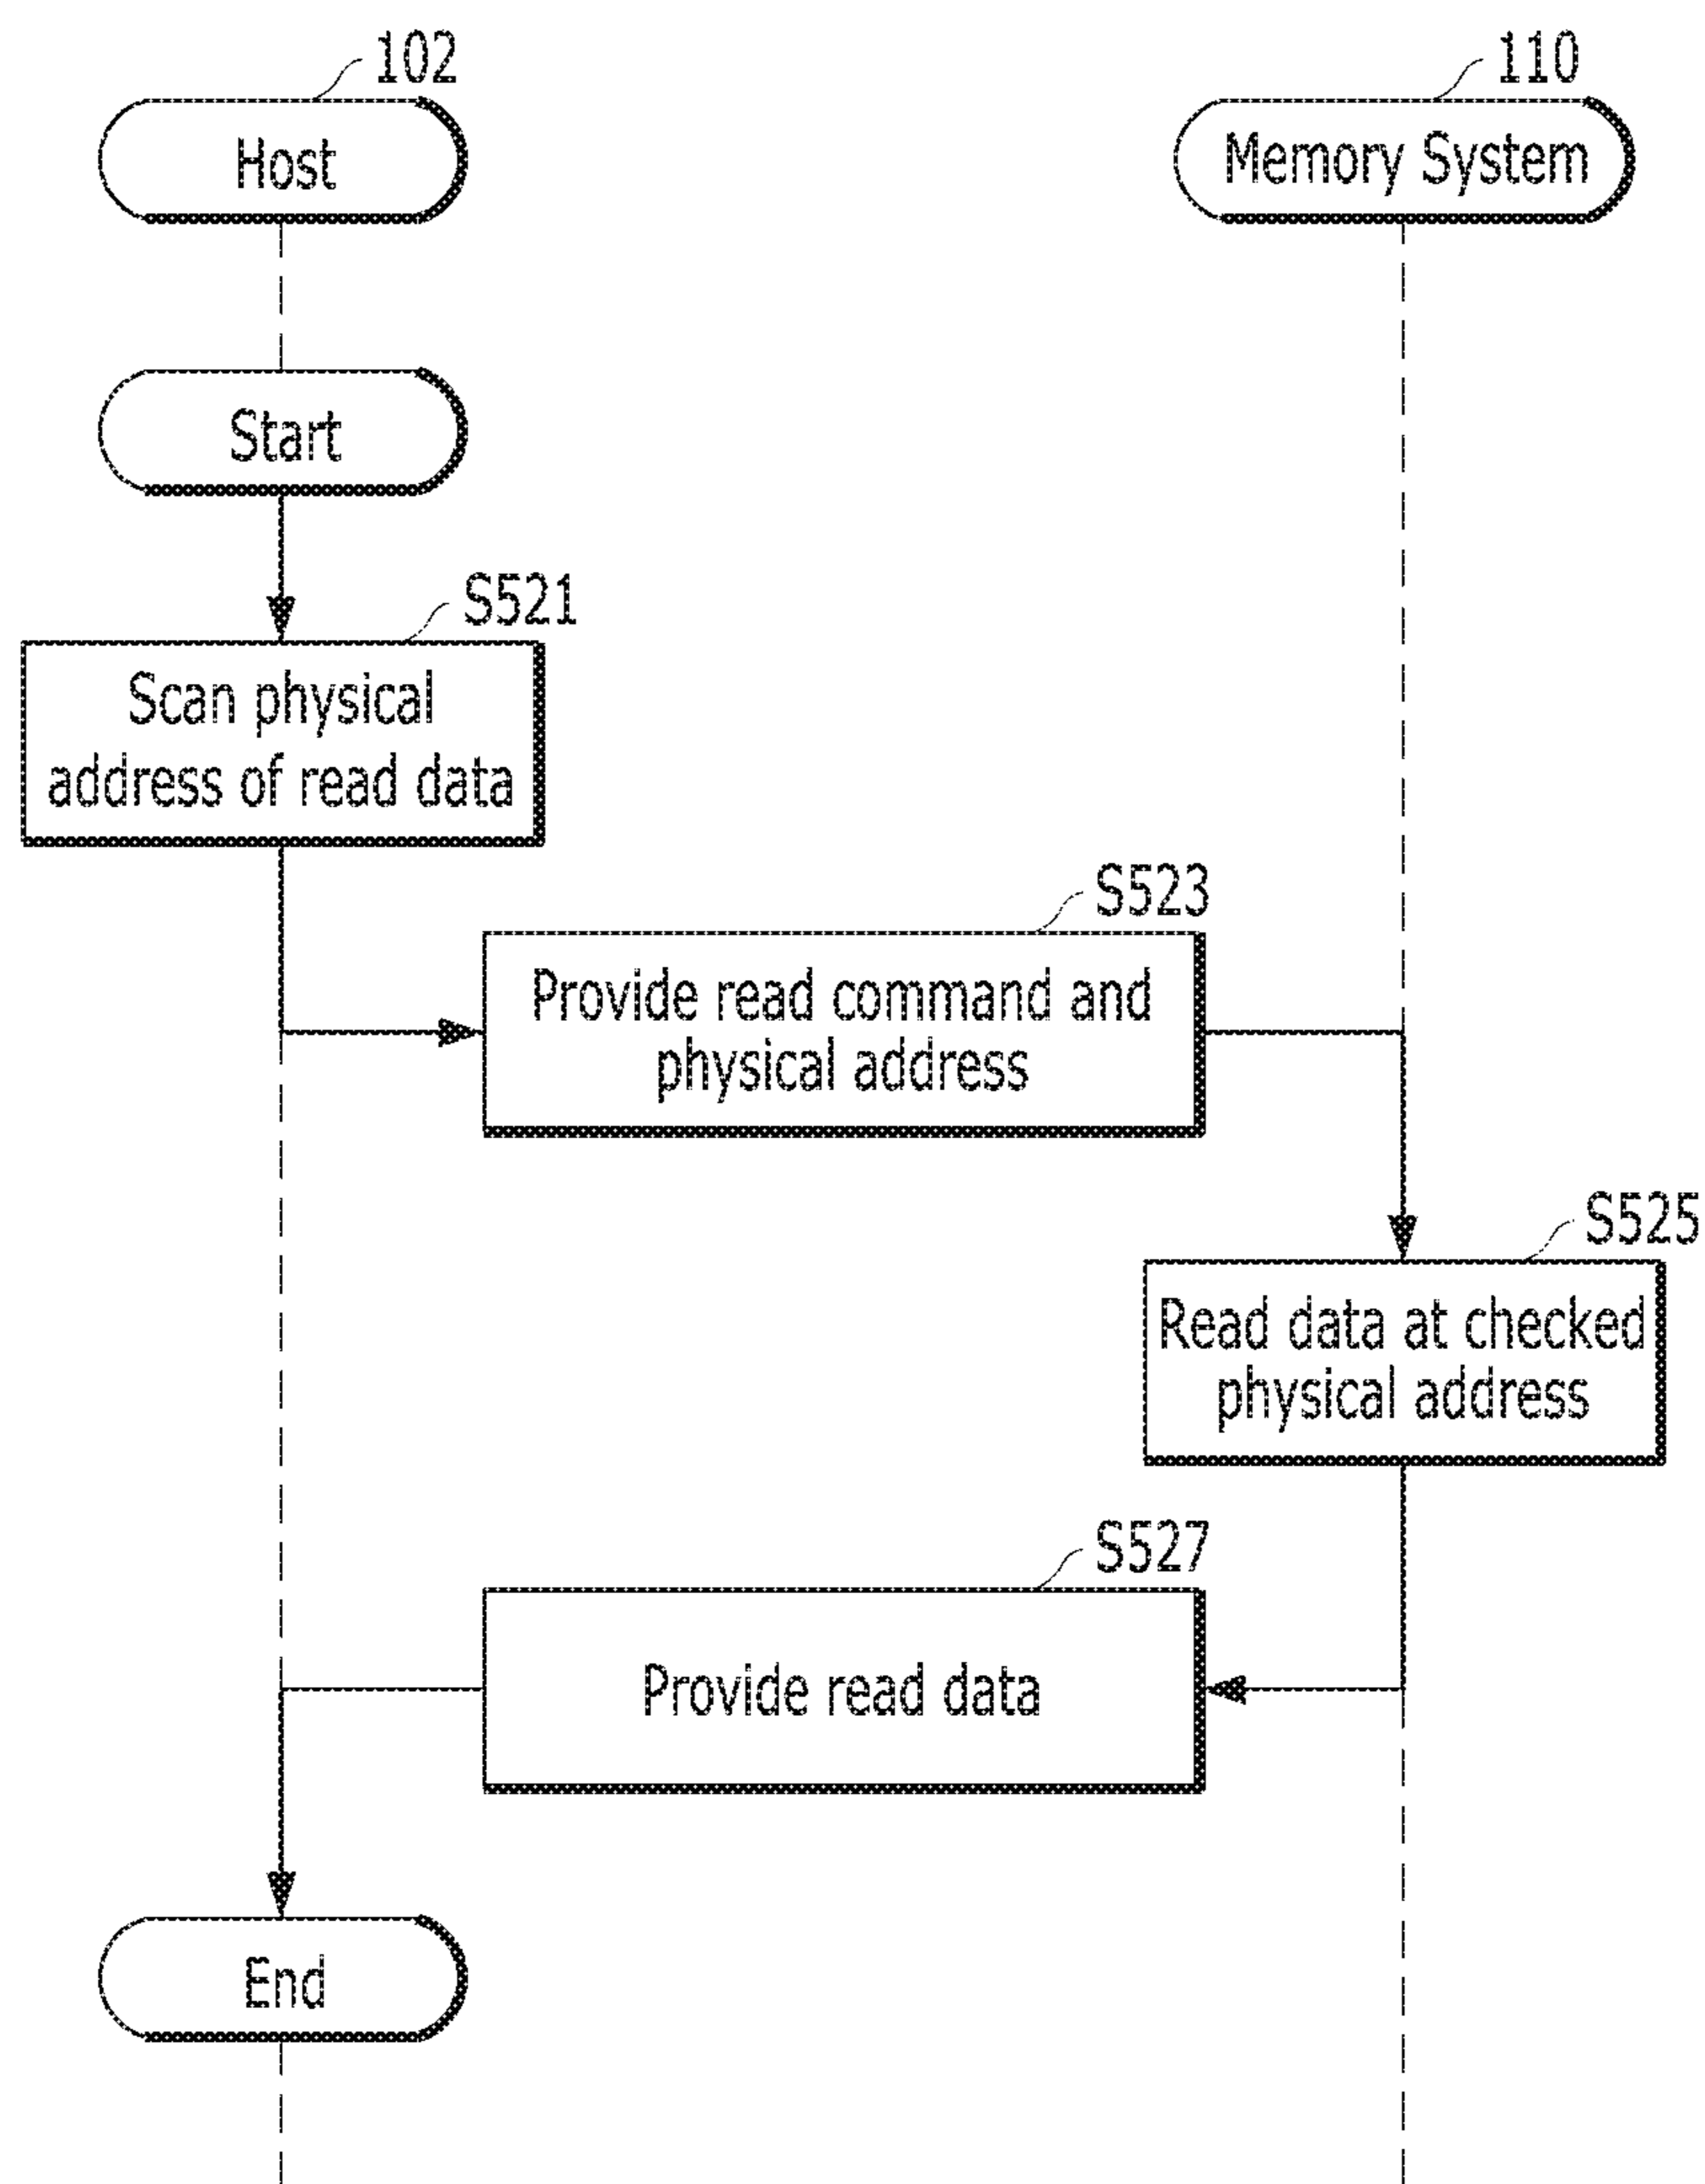 102
110
Host
Memory System
Start
S521
Scan physical
address of read data
S523
Provide read command and
physical address
S525
Read data at checked
physical address
S527
Provide read data
End